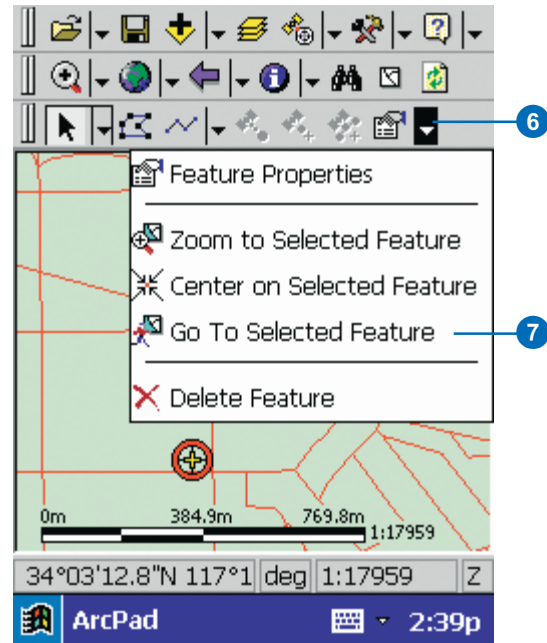 6
Feature Properties
Zoom to Selected Feature
Center on Selected Feature
Go To Selected Feature
7
Delete Feature
0m 384.9m 769.8m
1:17959
34°03'12.8"N 117°1 deg 1:17959 Z
ArcPad 2:39p